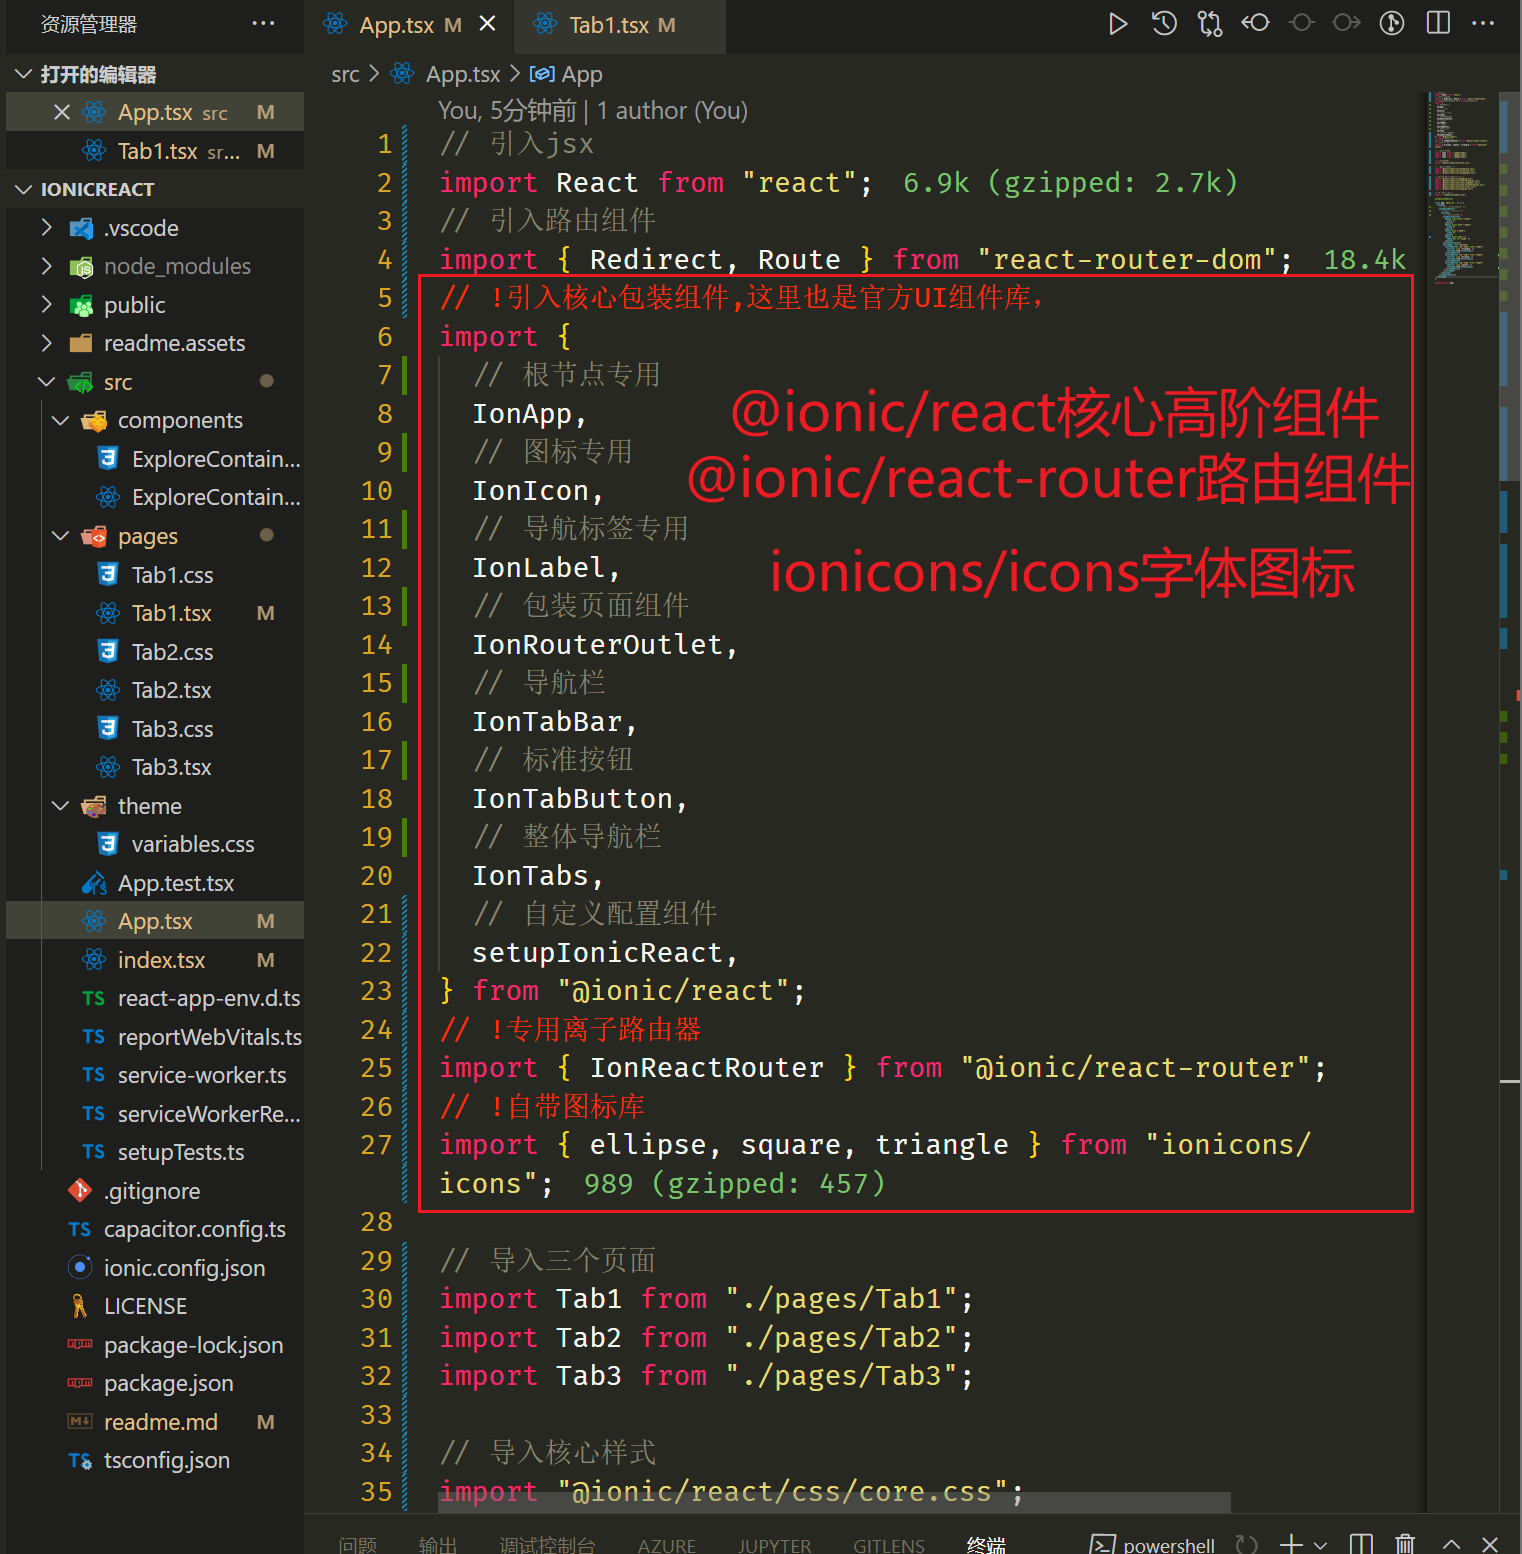 资源管理器 ···
打开的编辑器
App.tsx src M
Tab1.tsx sr... M
IONICREACT
.vscode
node_modules
public
readme.assets
src
components
ExploreContain...
ExploreContain...
pages
Tab1.css
Tab1.tsx M
Tab2.css
Tab2.tsx
Tab3.css
Tab3.tsx
theme
variables.css
App.test.tsx
App.tsx M
index.tsx M
TS react-app-env.d.ts
TS reportWebVitals.ts
TS service-worker.ts
TS serviceWorkerRe...
TS setupTests.ts
.gitignore
TS capacitor.config.ts
ionic.config.json
LICENSE
package-lock.json
package.json
readme.md M
tsconfig.json
App.tsx M Tab1.tsx M
src > App.tsx > App
You, 5分钟前 | 1 author (You)
1 // 引入jsx
2 import React from "react"; 6.9k (gzipped: 2.7k)
3 // 引入路由组件
4 import { Redirect, Route } from "react-router-dom"; 18.4k
5 // !引入核心包装组件,这里也是官方UI组件库,
6 import {
7 // 根节点专用
8 IonApp,
9 // 图标专用
10 IonIcon,
11 // 导航标签专用
12 IonLabel,
13 // 包装页面组件
14 IonRouterOutlet,
15 // 导航栏
16 IonTabBar,
17 // 标准按钮
18 IonTabButton,
19 // 整体导航栏
20 IonTabs,
21 // 自定义配置组件
22 setupIonicReact,
23 } from "@ionic/react";
24 // !专用离子路由器
25 import { IonReactRouter } from "@ionic/react-router";
26 // !自带图标库
27 import { ellipse, square, triangle } from "ionicons/
icons"; 989 (gzipped: 457)
28
29 // 导入三个页面
30 import Tab1 from "./pages/Tab1";
31 import Tab2 from "./pages/Tab2";
32 import Tab3 from "./pages/Tab3";
33
34 // 导入核心样式
35 import "@ionic/react/css/core.css";
@ionic/react核心高阶组件
@ionic/react-router路由组件
ionicons/icons字体图标
问题 输出 调试控制台 AZURE JUPYTER GITLENS 终端 powershell